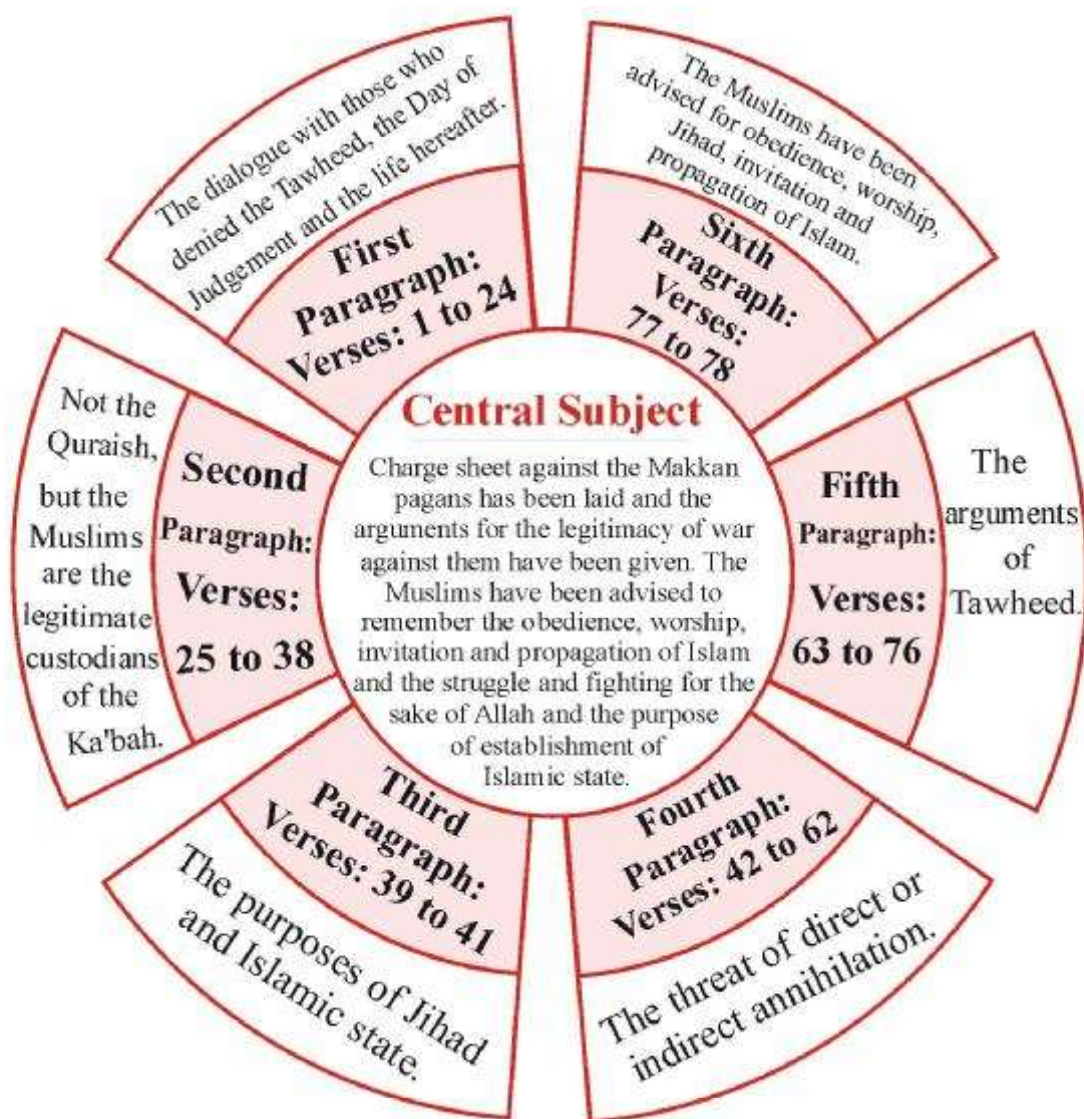 Central Subject
Charge sheet against the Makkan
pagans has been laid and the
arguments for the legitimacy of war
against them have been given. The
Muslims have been advised to
remember the obedience, worship,
invitation and propagation of Islam
and the struggle and fighting for the
sake of Allah and the purpose
of establishment of
Islamic state.
First
Paragraph:
Verses: 1 to 24
The dialogue with those who
denied the Tawheed, the Day of
Judgement and the life hereafter.
Second
Paragraph:
Verses:
25 to 38
Not the
Quraish,
but the
Muslims
are the
legitimate
custodians
of the
Ka'bah.
Third
Paragraph:
Verses: 39 to 41
The purposes of Jihad
and Islamic state.
Fourth
Paragraph:
Verses: 42 to 62
The threat of direct or
indirect annihilation.
Fifth
Paragraph:
Verses:
63 to 76
The
arguments
of
Tawheed.
Sixth
Paragraph:
Verses:
77 to 78
The Muslims have been
advised for obedience, worship,
Jihad, invitation and
propagation of Islam.